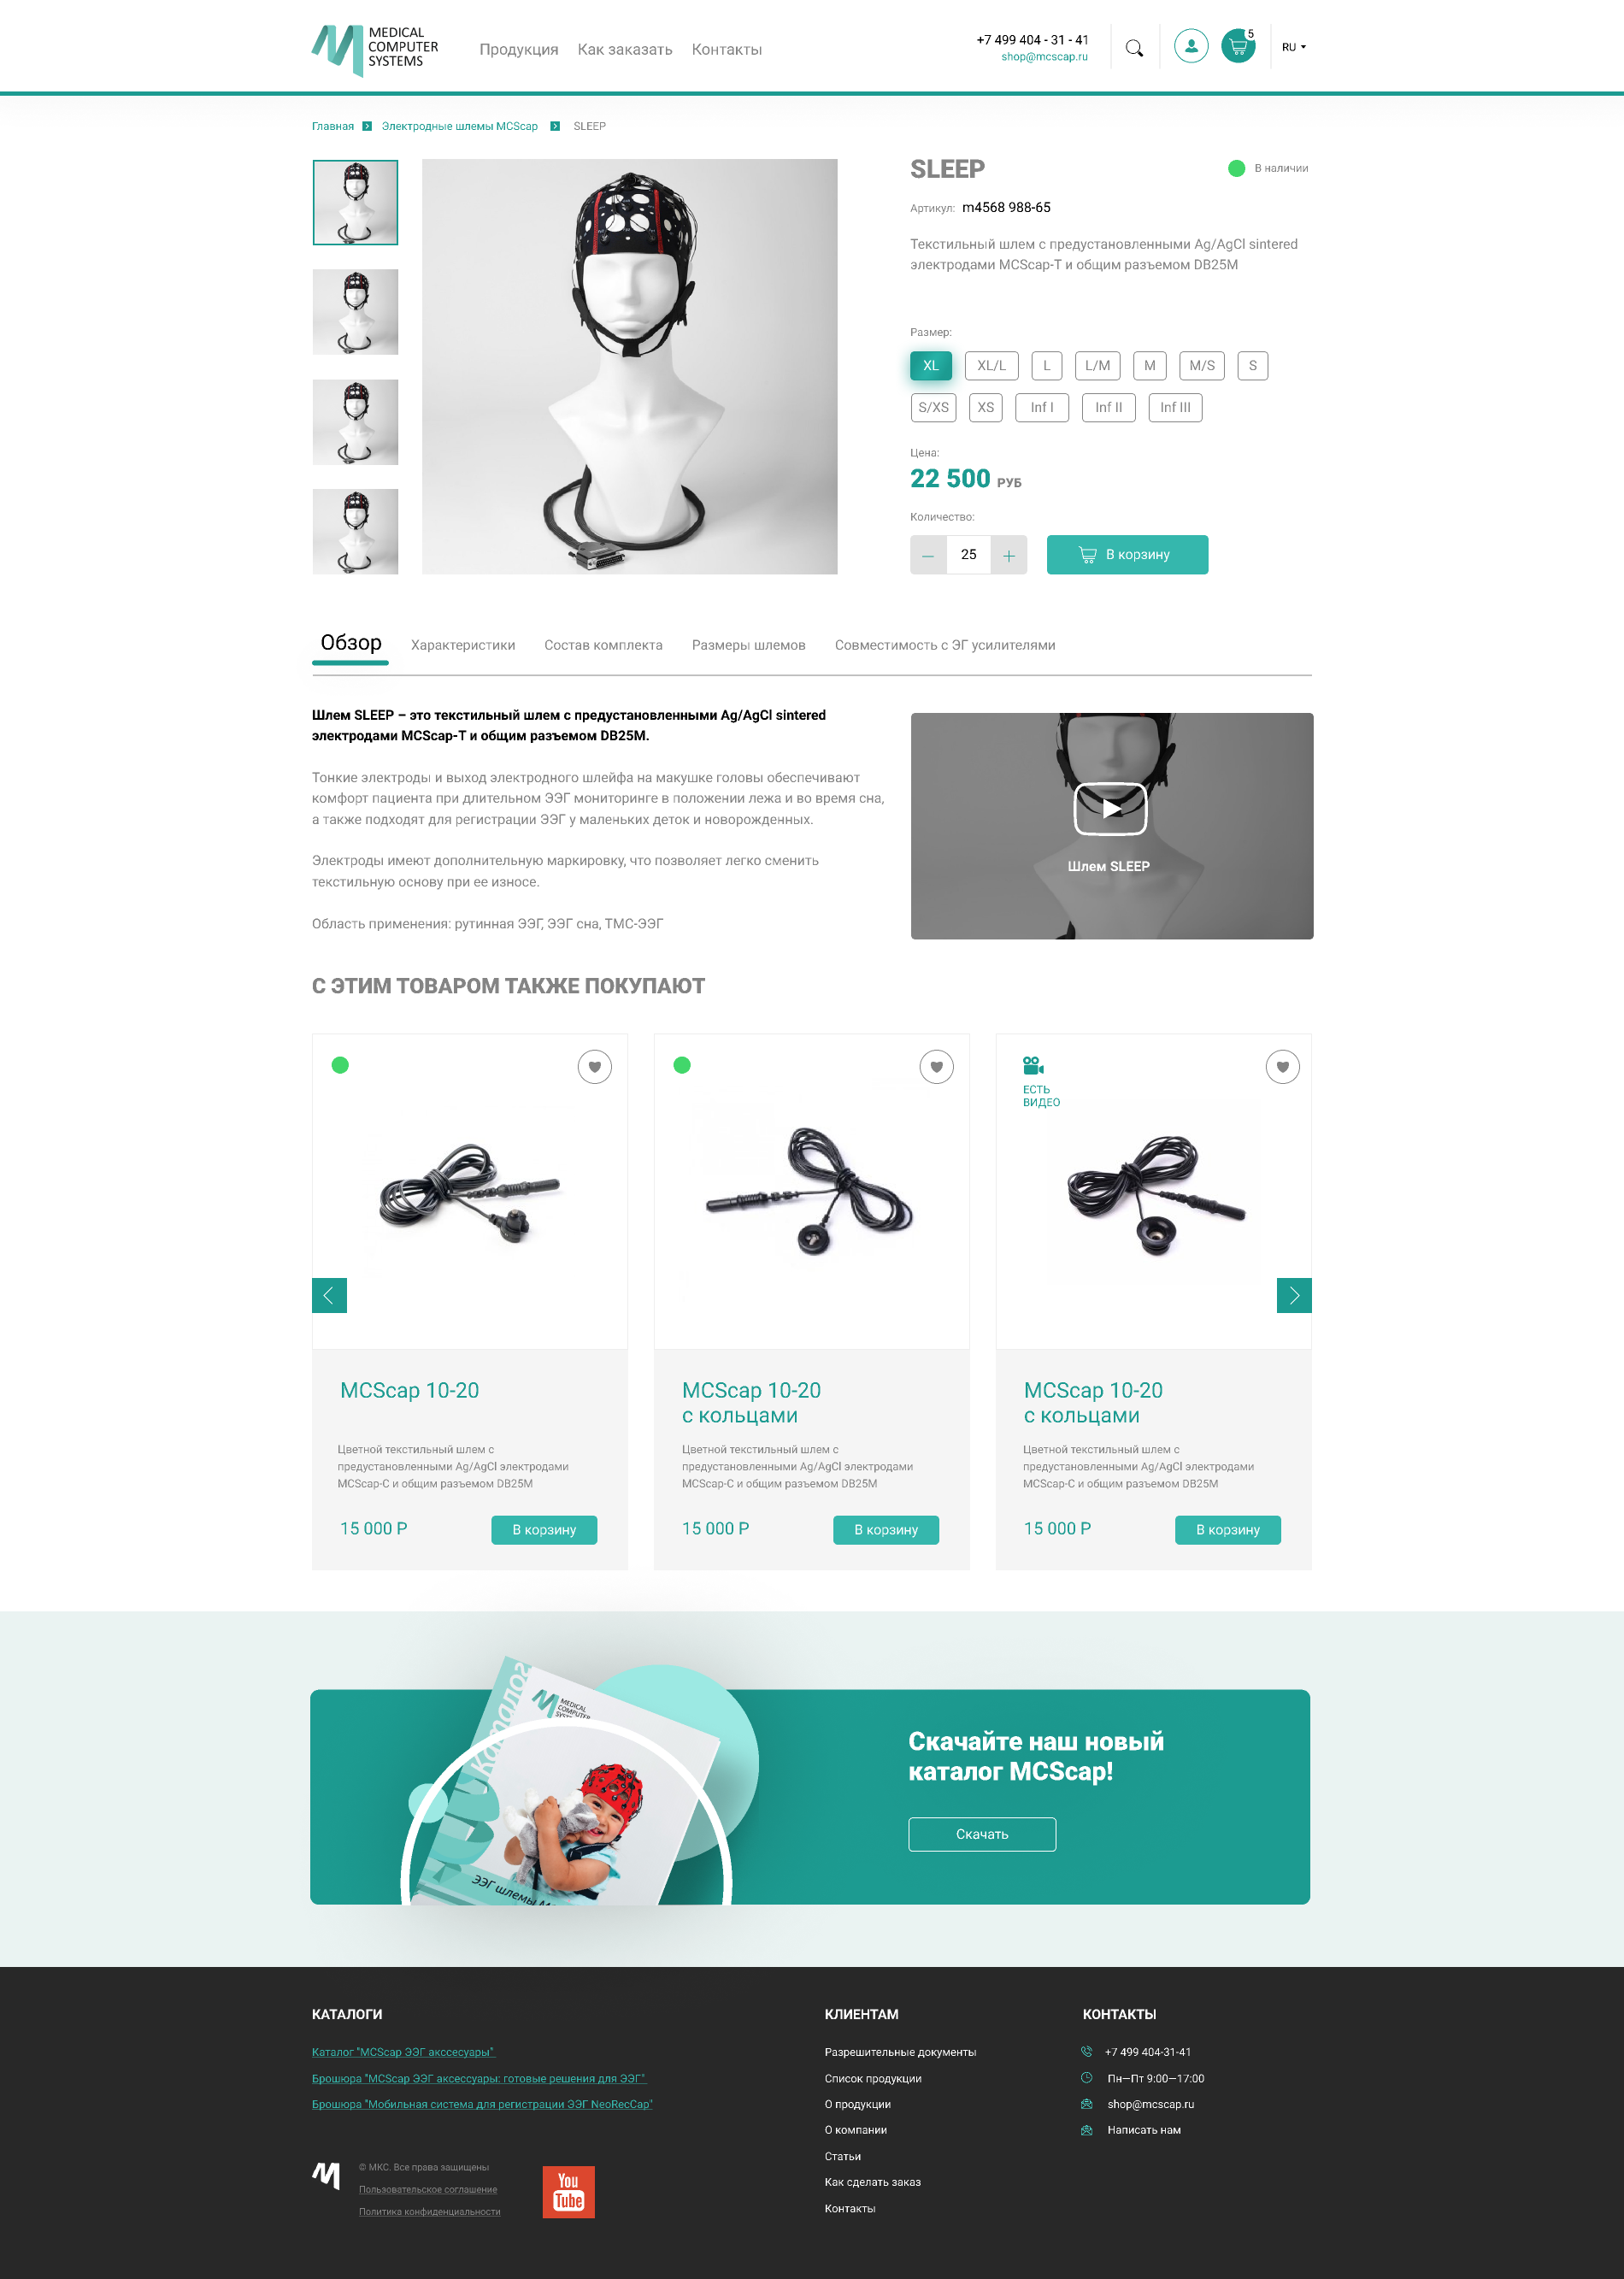 MEDICAL
COMPUTER
SYSTEMS
Продукция Как заказать Контакты
+7 499 404 - 31 - 41
shop@mcscap.ru
5
RU
Главная Электродные шлемы MCScap SLEEP
SLEEP
В наличии
Артикул: m4568 988-65
Текстильный шлем с предустановленными Ag/AgCl sintered
электродами MCScap-T и общим разъемом DB25M
Размер:
XL XL/L L L/M M M/S S
S/XS XS Inf I Inf II Inf III
Цена:
22 500 РУБ
Количество:
– 25 +
В корзину
Обзор Характеристики Состав комплекта Размеры шлемов Совместимость с ЭГ усилителями
Шлем SLEEP – это текстильный шлем с предустановленными Ag/AgCl sintered
электродами MCScap-T и общим разъемом DB25M.
Тонкие электроды и выход электродного шлейфа на макушке головы обеспечивают
комфорт пациента при длительном ЭЭГ мониторинге в положении лежа и во время сна,
а также подходят для регистрации ЭЭГ у маленьких деток и новорожденных.
Электроды имеют дополнительную маркировку, что позволяет легко сменить
текстильную основу при ее износе.
Область применения: рутинная ЭЭГ, ЭЭГ сна, ТМС-ЭЭГ
Шлем SLEEP
С ЭТИМ ТОВАРОМ ТАКЖЕ ПОКУПАЮТ
ЕСТЬ
ВИДЕО
MCScap 10-20
Цветной текстильный шлем с
предустановленными Ag/AgCl электродами
MCScap-C и общим разъемом DB25M
15 000 Р
В корзину
MCScap 10-20
с кольцами
Цветной текстильный шлем с
предустановленными Ag/AgCl электродами
MCScap-C и общим разъемом DB25M
15 000 Р
В корзину
MCScap 10-20
с кольцами
Цветной текстильный шлем с
предустановленными Ag/AgCl электродами
MCScap-C и общим разъемом DB25M
15 000 Р
В корзину
Каталог
MEDICAL
COMPUTER
ЭЭГ шлемы
Скачайте наш новый
каталог MCScap!
Скачать
КАТАЛОГИ
Каталог "MCScap ЭЭГ акссесуары"
Брошюра "MCScap ЭЭГ аксессуары: готовые решения для ЭЭГ"
Брошюра "Мобильная система для регистрации ЭЭГ NeoRecCap"
© МКС. Все права защищены
Пользовательское соглашение
Политика конфиденциальности
You
Tube
КЛИЕНТАМ
Разрешительные документы
Список продукции
О продукции
О компании
Статьи
Как сделать заказ
Контакты
КОНТАКТЫ
+7 499 404-31-41
Пн—Пт 9:00—17:00
shop@mcscap.ru
Написать нам